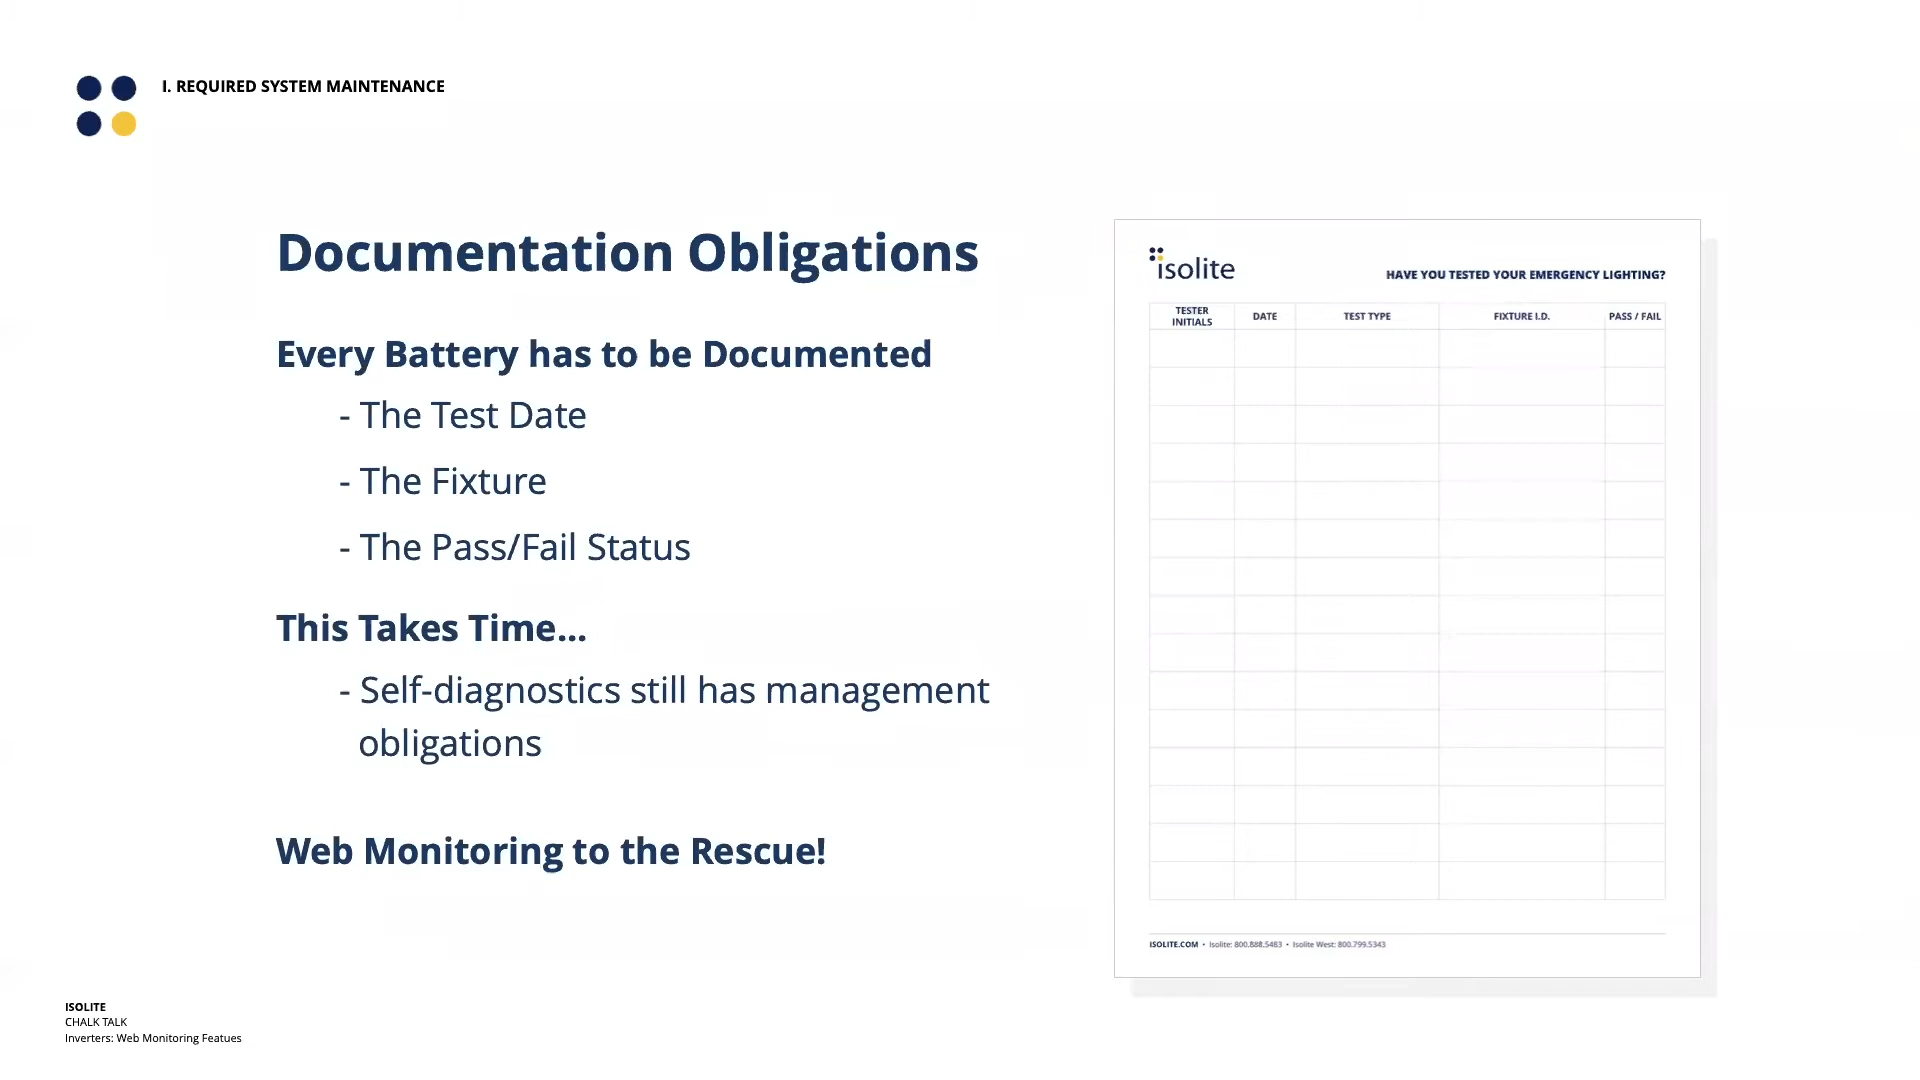 I. REQUIRED SYSTEM MAINTENANCE
Documentation Obligations
Every Battery has to be Documented
- The Test Date
- The Fixture
- The Pass/Fail Status
This Takes Time...
- Self-diagnostics still has management
obligations
Web Monitoring to the Rescue!
isolite
HAVE YOU TESTED YOUR EMERGENCY LIGHTING?
TESTER
INITIALS
DATE
TEST TYPE
FIXTURE I.D.
PASS / FAIL
ISOLITE.COM • Isolite: 800.888.5483 • Isolite West: 800.799.5343
ISOLITE
CHALK TALK
Inverters: Web Monitoring Featues